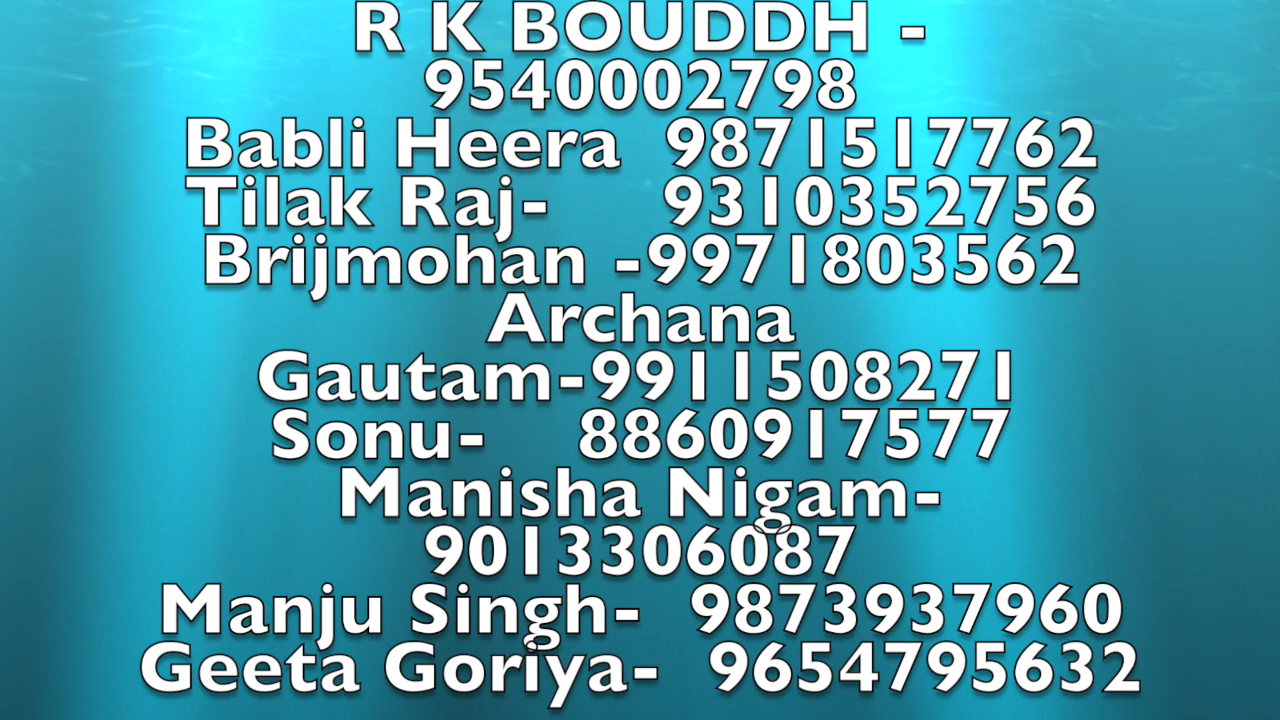 R K BOUDDH -
9540002798
Babli Heera 9871517762
Tilak Raj- 9310352756
Brijmohan -9971803562
Archana
Gautam-9911508271
Sonu- 8860917577
Manisha Nigam-
9013306087
Manju Singh- 9873937960
Geeta Goriya- 9654795632